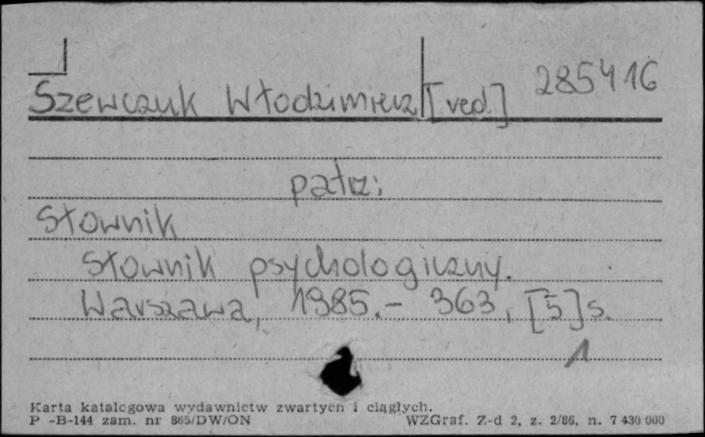 285416
Szewczuk Włodzimierz [red.]
patrz:
Słownik
Słownik psychologiczny.
Warszawa, 1985.- 363, [5] s.
1
Karta katalogowa wydawnictw zwartych i ciągłych.
P -B-144 zam. nr 865/DW/ON WZGraf. Z-d 2, z. 2/86, n. 7 430 000